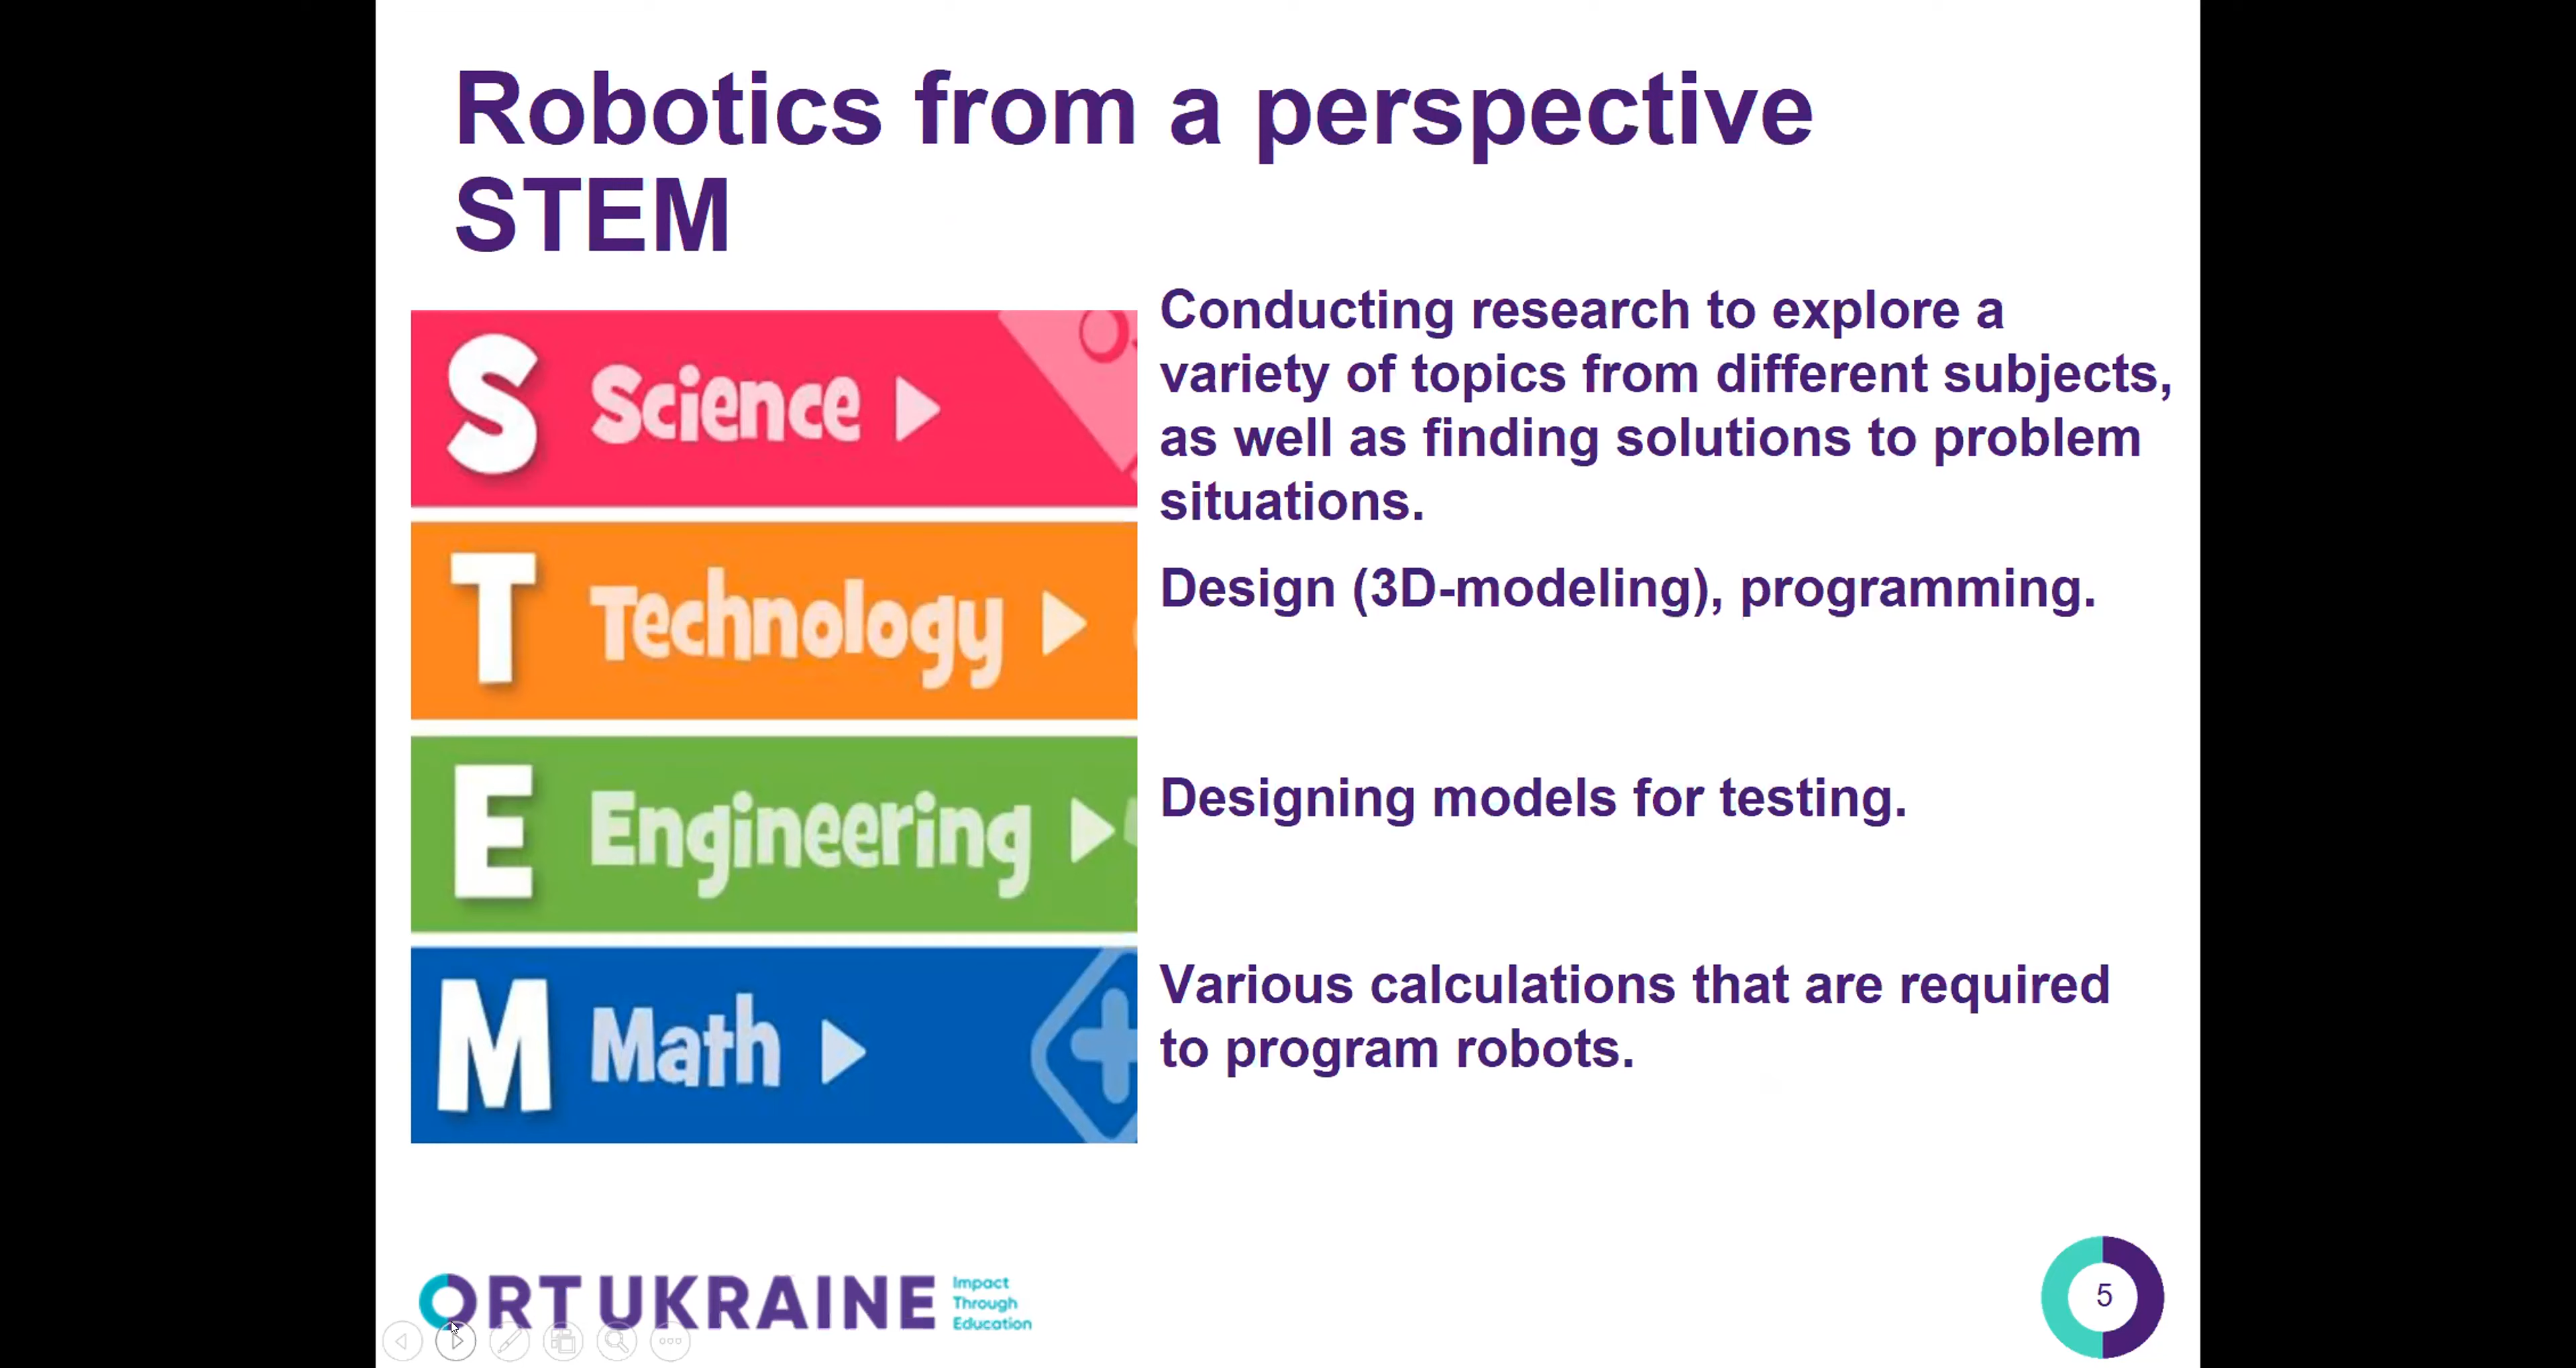 Robotics from a perspective
STEM
S Science
Conducting research to explore a
variety of topics from different subjects,
as well as finding solutions to problem
situations.
T Technology
Design (3D-modeling), programming.
E Engineering
Designing models for testing.
M Math
Various calculations that are required
to program robots.
ORT UKRAINE
Impact
Through
Education
5